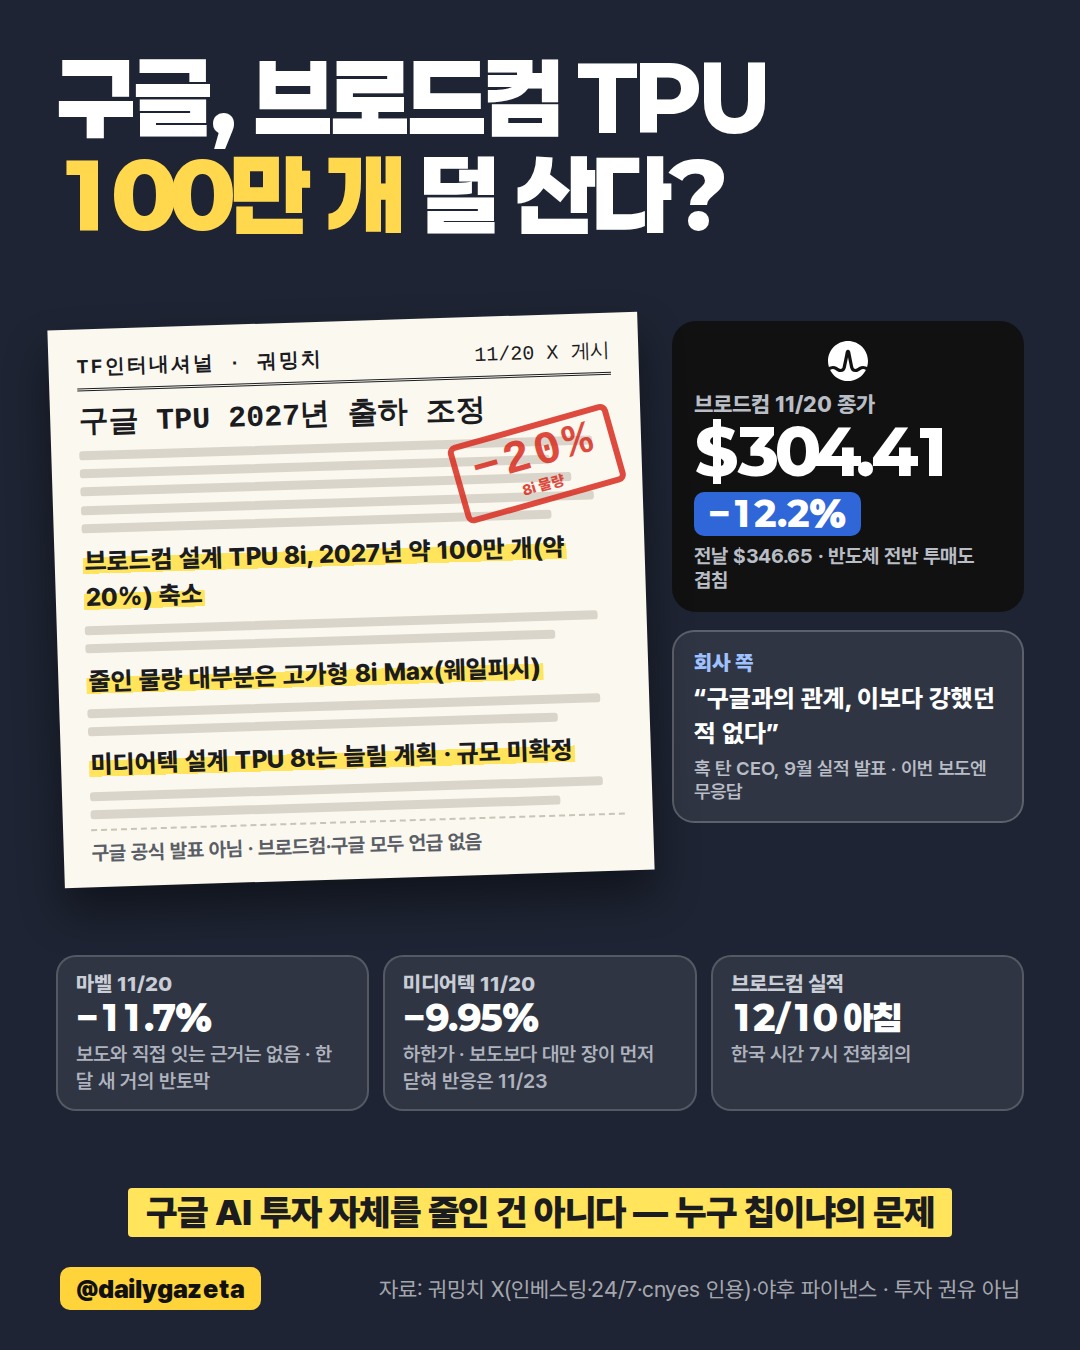 구글, 브로드컴 TPU
100만 개 덜 산다?
TF인터내셔널 · 궈밍치
11/20 X 게시
구글 TPU 2027년 출하 조정
−20%
8i 물량
브로드컴 설계 TPU 8i, 2027년 약 100만 개(약
20%) 축소
줄인 물량 대부분은 고가형 8i Max(웨일피시)
미디어텍 설계 TPU 8t는 늘릴 계획 · 규모 미확정
구글 공식 발표 아님 · 브로드컴·구글 모두 언급 없음
브로드컴 11/20 종가
$304.41
−12.2%
전날 $346.65 · 반도체 전반 투매도
겹침
회사 쪽
“구글과의 관계, 이보다 강했던
적 없다”
혹 탄 CEO, 9월 실적 발표 · 이번 보도엔
무응답
마벨 11/20
−11.7%
보도와 직접 잇는 근거는 없음 · 한
달 새 거의 반토막
미디어텍 11/20
−9.95%
하한가 · 보도보다 대만 장이 먼저
닫혀 반응은 11/23
브로드컴 실적
12/10 아침
한국 시간 7시 전화회의
구글 AI 투자 자체를 줄인 건 아니다 — 누구 칩이냐의 문제
@dailygazeta
자료: 궈밍치 X(인베스팅·24/7·cnyes 인용)·야후 파이낸스 · 투자 권유 아님